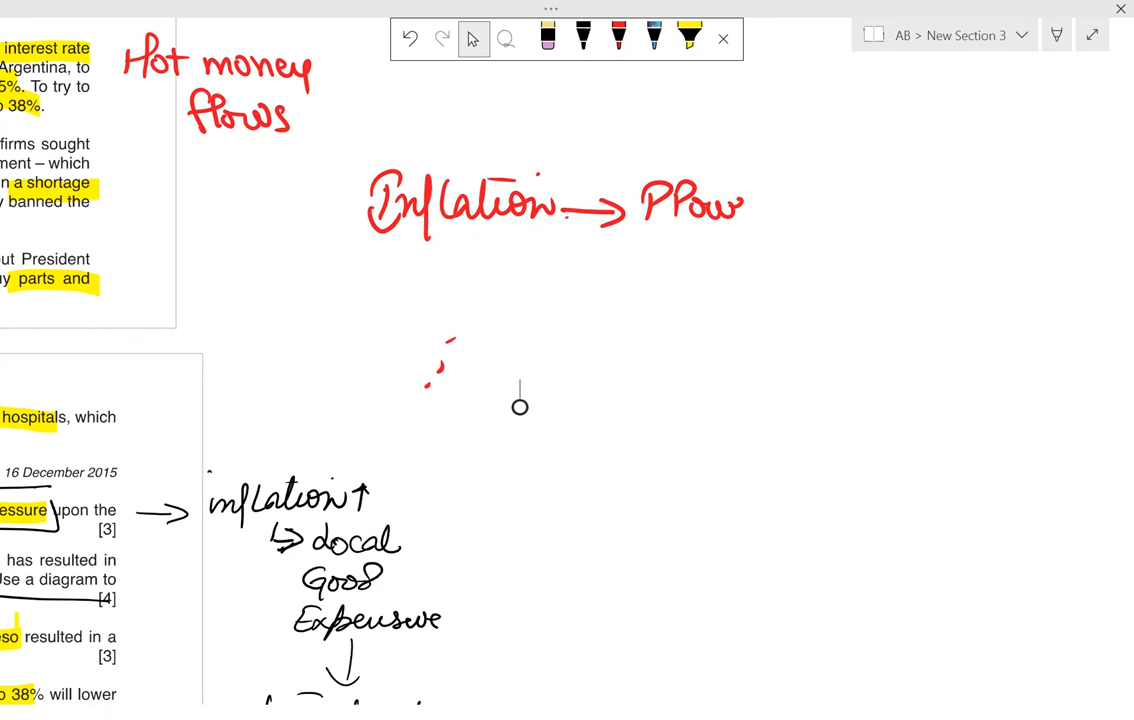 AB > New Section 3
interest rate
Argentina, to
5%. To try to
o 38%.
firms sought
ment – which
n a shortage
y banned the
but President
y parts and
Hot money
flows
Inflation → PPow
hospitals, which
16 December 2015
essure upon the
[3]
has resulted in
Use a diagram to
[4]
eso resulted in a
[3]
o 38% will lower
→ inflation↑
↳ Local
Good
Expensive
↓